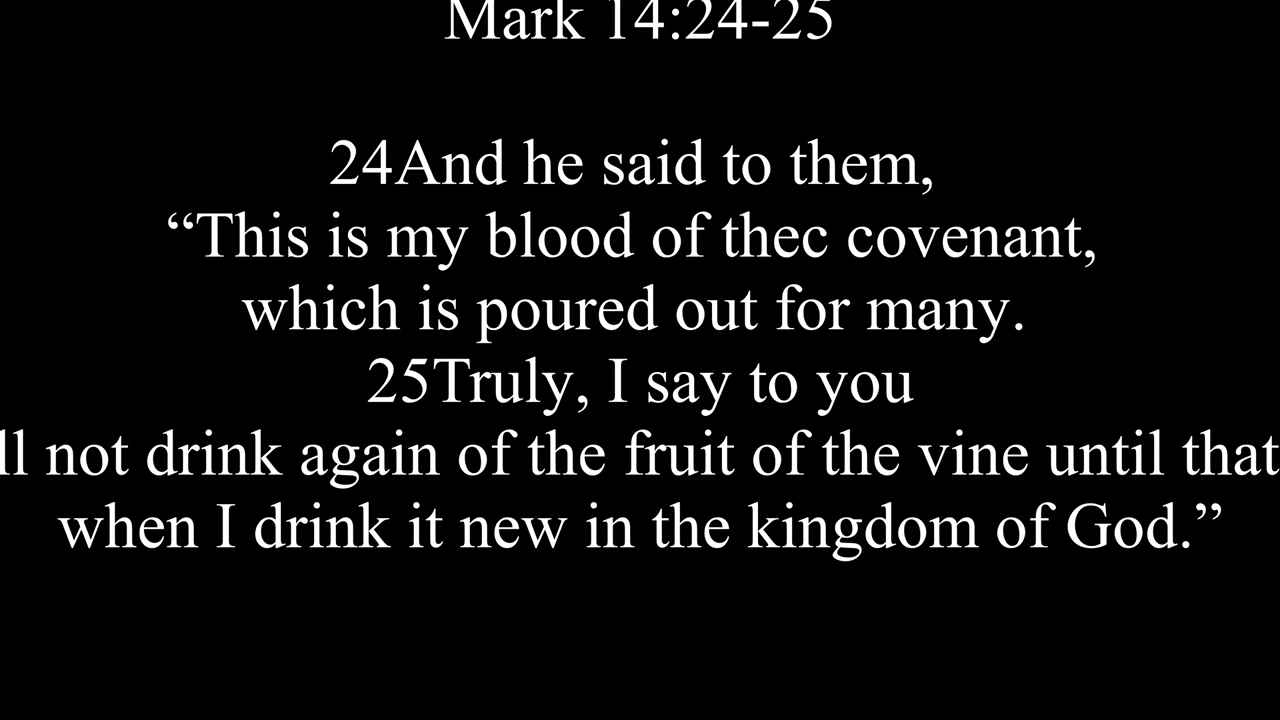 Mark 14:24-25
24And he said to them,
“This is my blood of thec covenant,
which is poured out for many.
25Truly, I say to you
ll not drink again of the fruit of the vine until that
when I drink it new in the kingdom of God.”